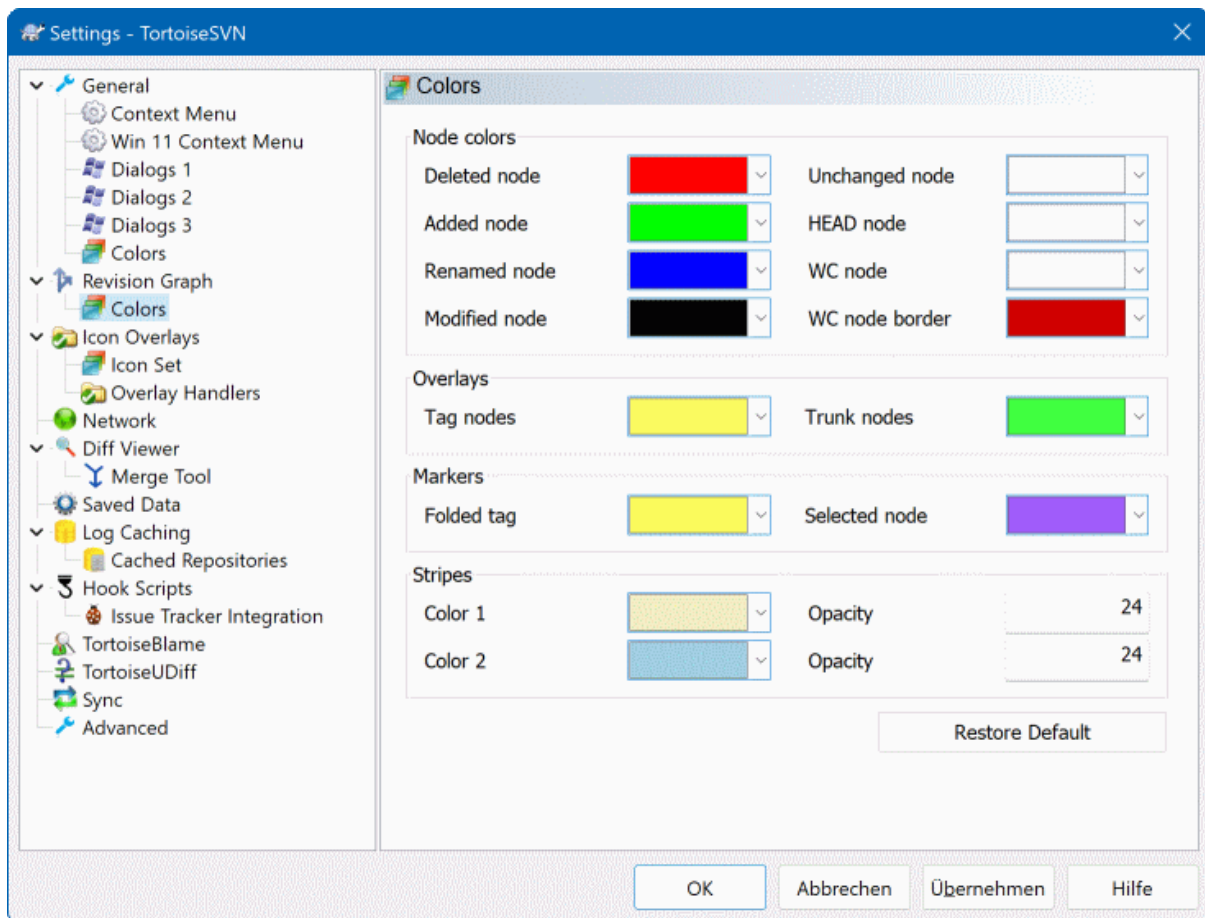 Settings - TortoiseSVN
General
Context Menu
Win 11 Context Menu
Dialogs 1
Dialogs 2
Dialogs 3
Colors
Revision Graph
Colors
Icon Overlays
Icon Set
Overlay Handlers
Network
Diff Viewer
Merge Tool
Saved Data
Log Caching
Cached Repositories
Hook Scripts
Issue Tracker Integration
TortoiseBlame
TortoiseUDiff
Sync
Advanced
Colors
Node colors
Deleted node Unchanged node
Added node HEAD node
Renamed node WC node
Modified node WC node border
Overlays
Tag nodes Trunk nodes
Markers
Folded tag Selected node
Stripes
Color 1 Opacity 24
Color 2 Opacity 24
Restore Default
OK Abbrechen Übernehmen Hilfe